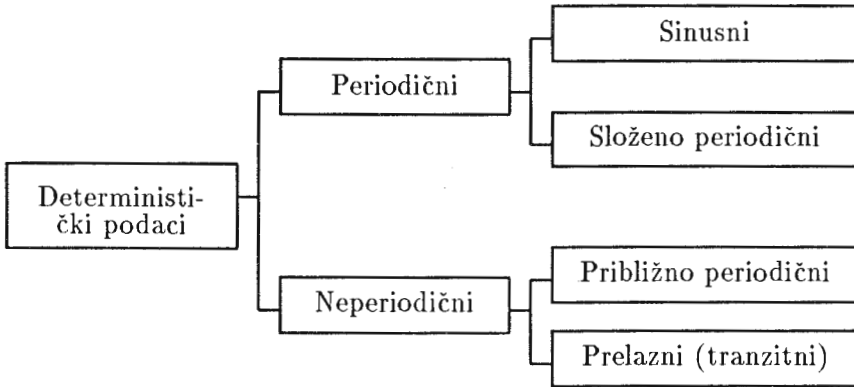 Sinusni
Periodični
Složeno periodični
Deterministi-
čki podaci
Približno periodični
Neperiodični
Prelazni (tranzitni)